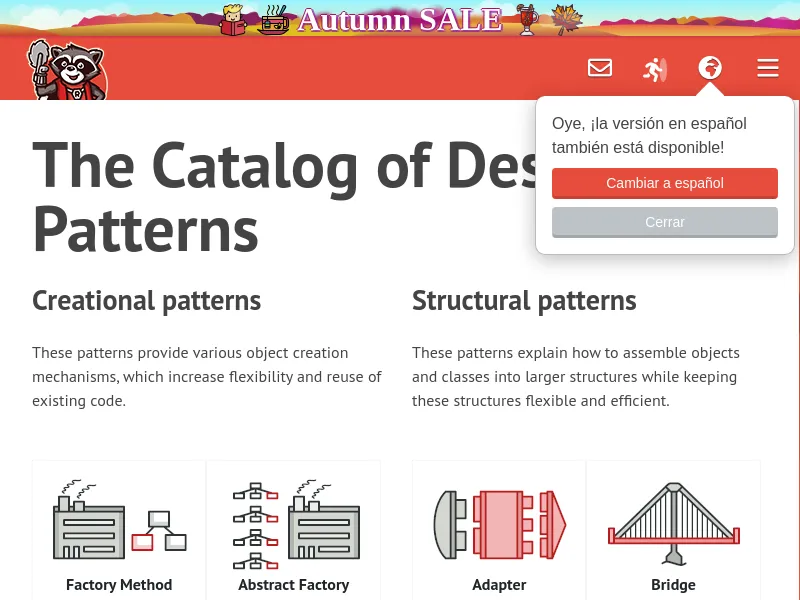 Autumn SALE
Oye, ¡la versión en español
también está disponible!
Cambiar a español
Cerrar
The Catalog of Des
Patterns
Creational patterns
These patterns provide various object creation
mechanisms, which increase flexibility and reuse of
existing code.
Factory Method
Abstract Factory
Structural patterns
These patterns explain how to assemble objects
and classes into larger structures while keeping
these structures flexible and efficient.
Adapter
Bridge